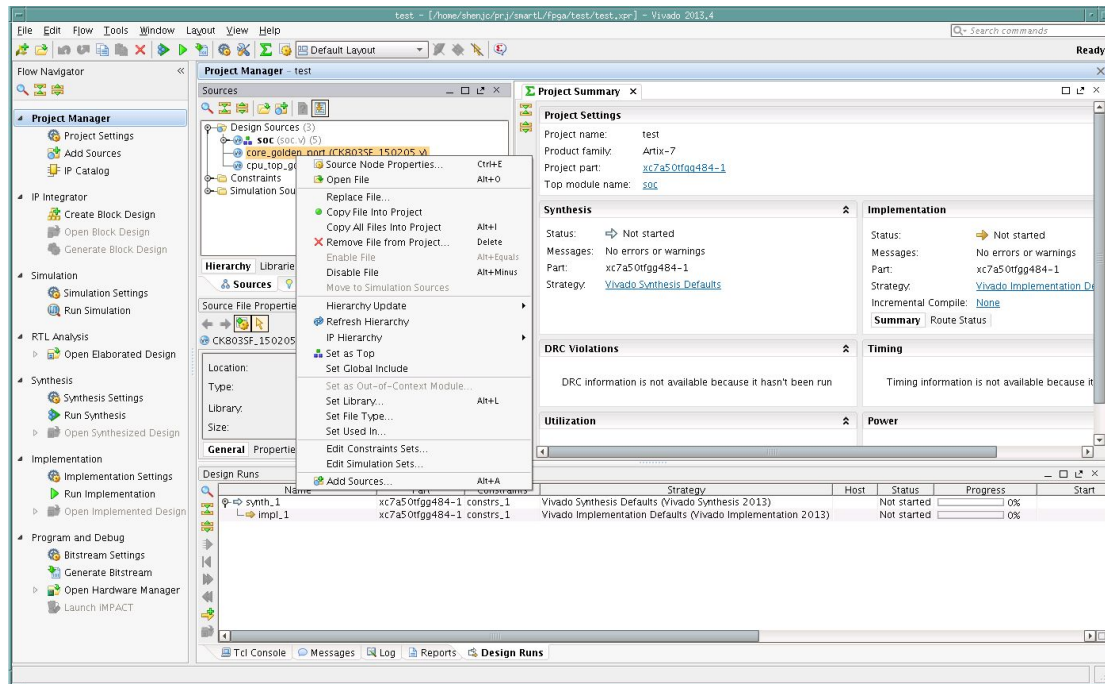 test - [/home/shenjc/prj/smartL/fpga/test/test.xpr] - Vivado 2013.4
File Edit Flow Tools Window Layout View Help
Search commands
Default Layout
Ready
Flow Navigator
Project Manager
Project Settings
Add Sources
IP Catalog
IP Integrator
Create Block Design
Open Block Design
Generate Block Design
Simulation
Simulation Settings
Run Simulation
RTL Analysis
Open Elaborated Design
Synthesis
Synthesis Settings
Run Synthesis
Open Synthesized Design
Implementation
Implementation Settings
Run Implementation
Open Implemented Design
Program and Debug
Bitstream Settings
Generate Bitstream
Open Hardware Manager
Launch iMPACT
Project Manager - test
Sources
Design Sources (3)
soc (soc.v) (5)
core_golden_port (CK803SF_150205.v)
cpu_top_go
Constraints
Simulation Sou
Hierarchy Librarie
Sources
Source File Propertie
CK803SF_150205
Location:
Type:
Library:
Size:
General Propertie
Source Node Properties... Ctrl+E
Open File Alt+O
Replace File...
Copy File Into Project
Copy All Files Into Project Alt+I
Remove File from Project... Delete
Enable File Alt+Equals
Disable File Alt+Minus
Move to Simulation Sources
Hierarchy Update
Refresh Hierarchy
IP Hierarchy
Set as Top
Set Global Include
Set as Out-of-Context Module...
Set Library... Alt+L
Set File Type...
Set Used In...
Edit Constraints Sets...
Edit Simulation Sets...
Add Sources... Alt+A
Project Summary
Project Settings
Project name: test
Product family: Artix-7
Project part: xc7a50tfgg484-1
Top module name: soc
Synthesis
Status: Not started
Messages: No errors or warnings
Part: xc7a50tfgg484-1
Strategy: Vivado Synthesis Defaults
Implementation
Status: Not started
Messages: No errors or warnings
Part: xc7a50tfgg484-1
Strategy: Vivado Implementation De
Incremental Compile: None
Summary Route Status
DRC Violations
DRC information is not available because it hasn't been run
Timing
Timing information is not available because it
Utilization
Power
Design Runs
Name Part Constraints Strategy Host Status Progress Start
synth_1 xc7a50tfgg484-1 constrs_1 Vivado Synthesis Defaults (Vivado Synthesis 2013) Not started 0%
impl_1 xc7a50tfgg484-1 constrs_1 Vivado Implementation Defaults (Vivado Implementation 2013) Not started 0%
Tcl Console Messages Log Reports Design Runs